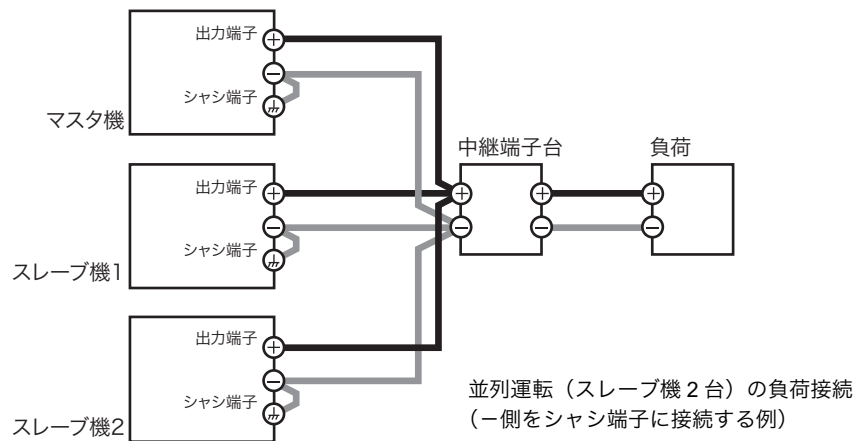 出力端子
シャシ端子
マスタ機
中継端子台
負荷
出力端子
シャシ端子
スレーブ機1
出力端子
シャシ端子
スレーブ機2
並列運転（スレーブ機 2 台）の負荷接続
（－側をシャシ端子に接続する例）